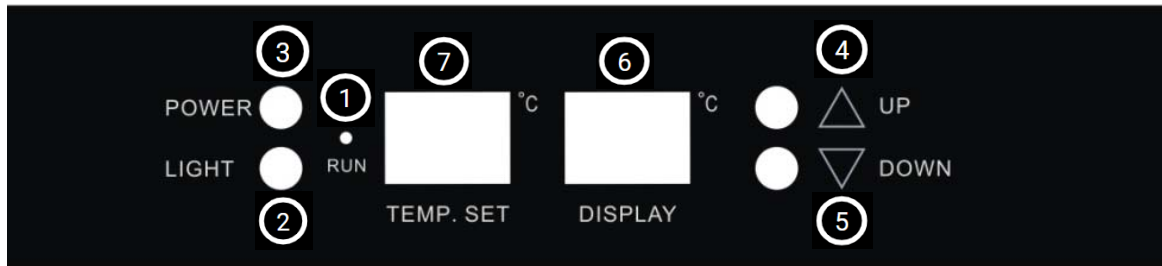 3
7
6
4
1
POWER
°C
°C
UP
LIGHT
RUN
DOWN
TEMP. SET
DISPLAY
2
5